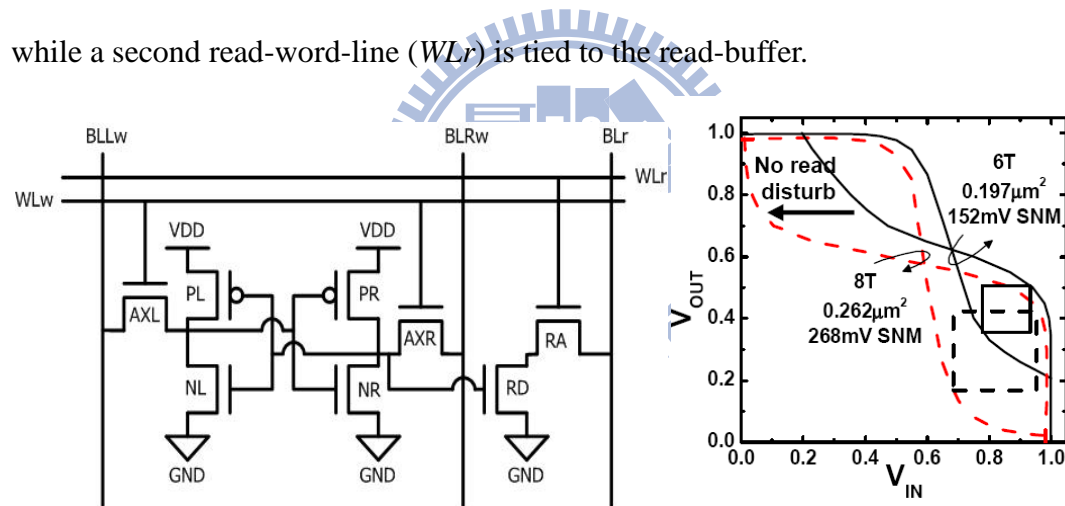 while a second read-word-line (WLr) is tied to the read-buffer.
BLLw
BLRw
BLr
WLr
WLw
VDD
VDD
PL
PR
AXL
AXR
RA
NL
NR
RD
GND
GND
GND
1.0
0.8
0.6
0.4
0.2
0.0
V_OUT
No read
disturb
6T
0.197μm²
152mV SNM
8T
0.262μm²
268mV SNM
0.0 0.2 0.4 0.6 0.8 1.0
V_IN